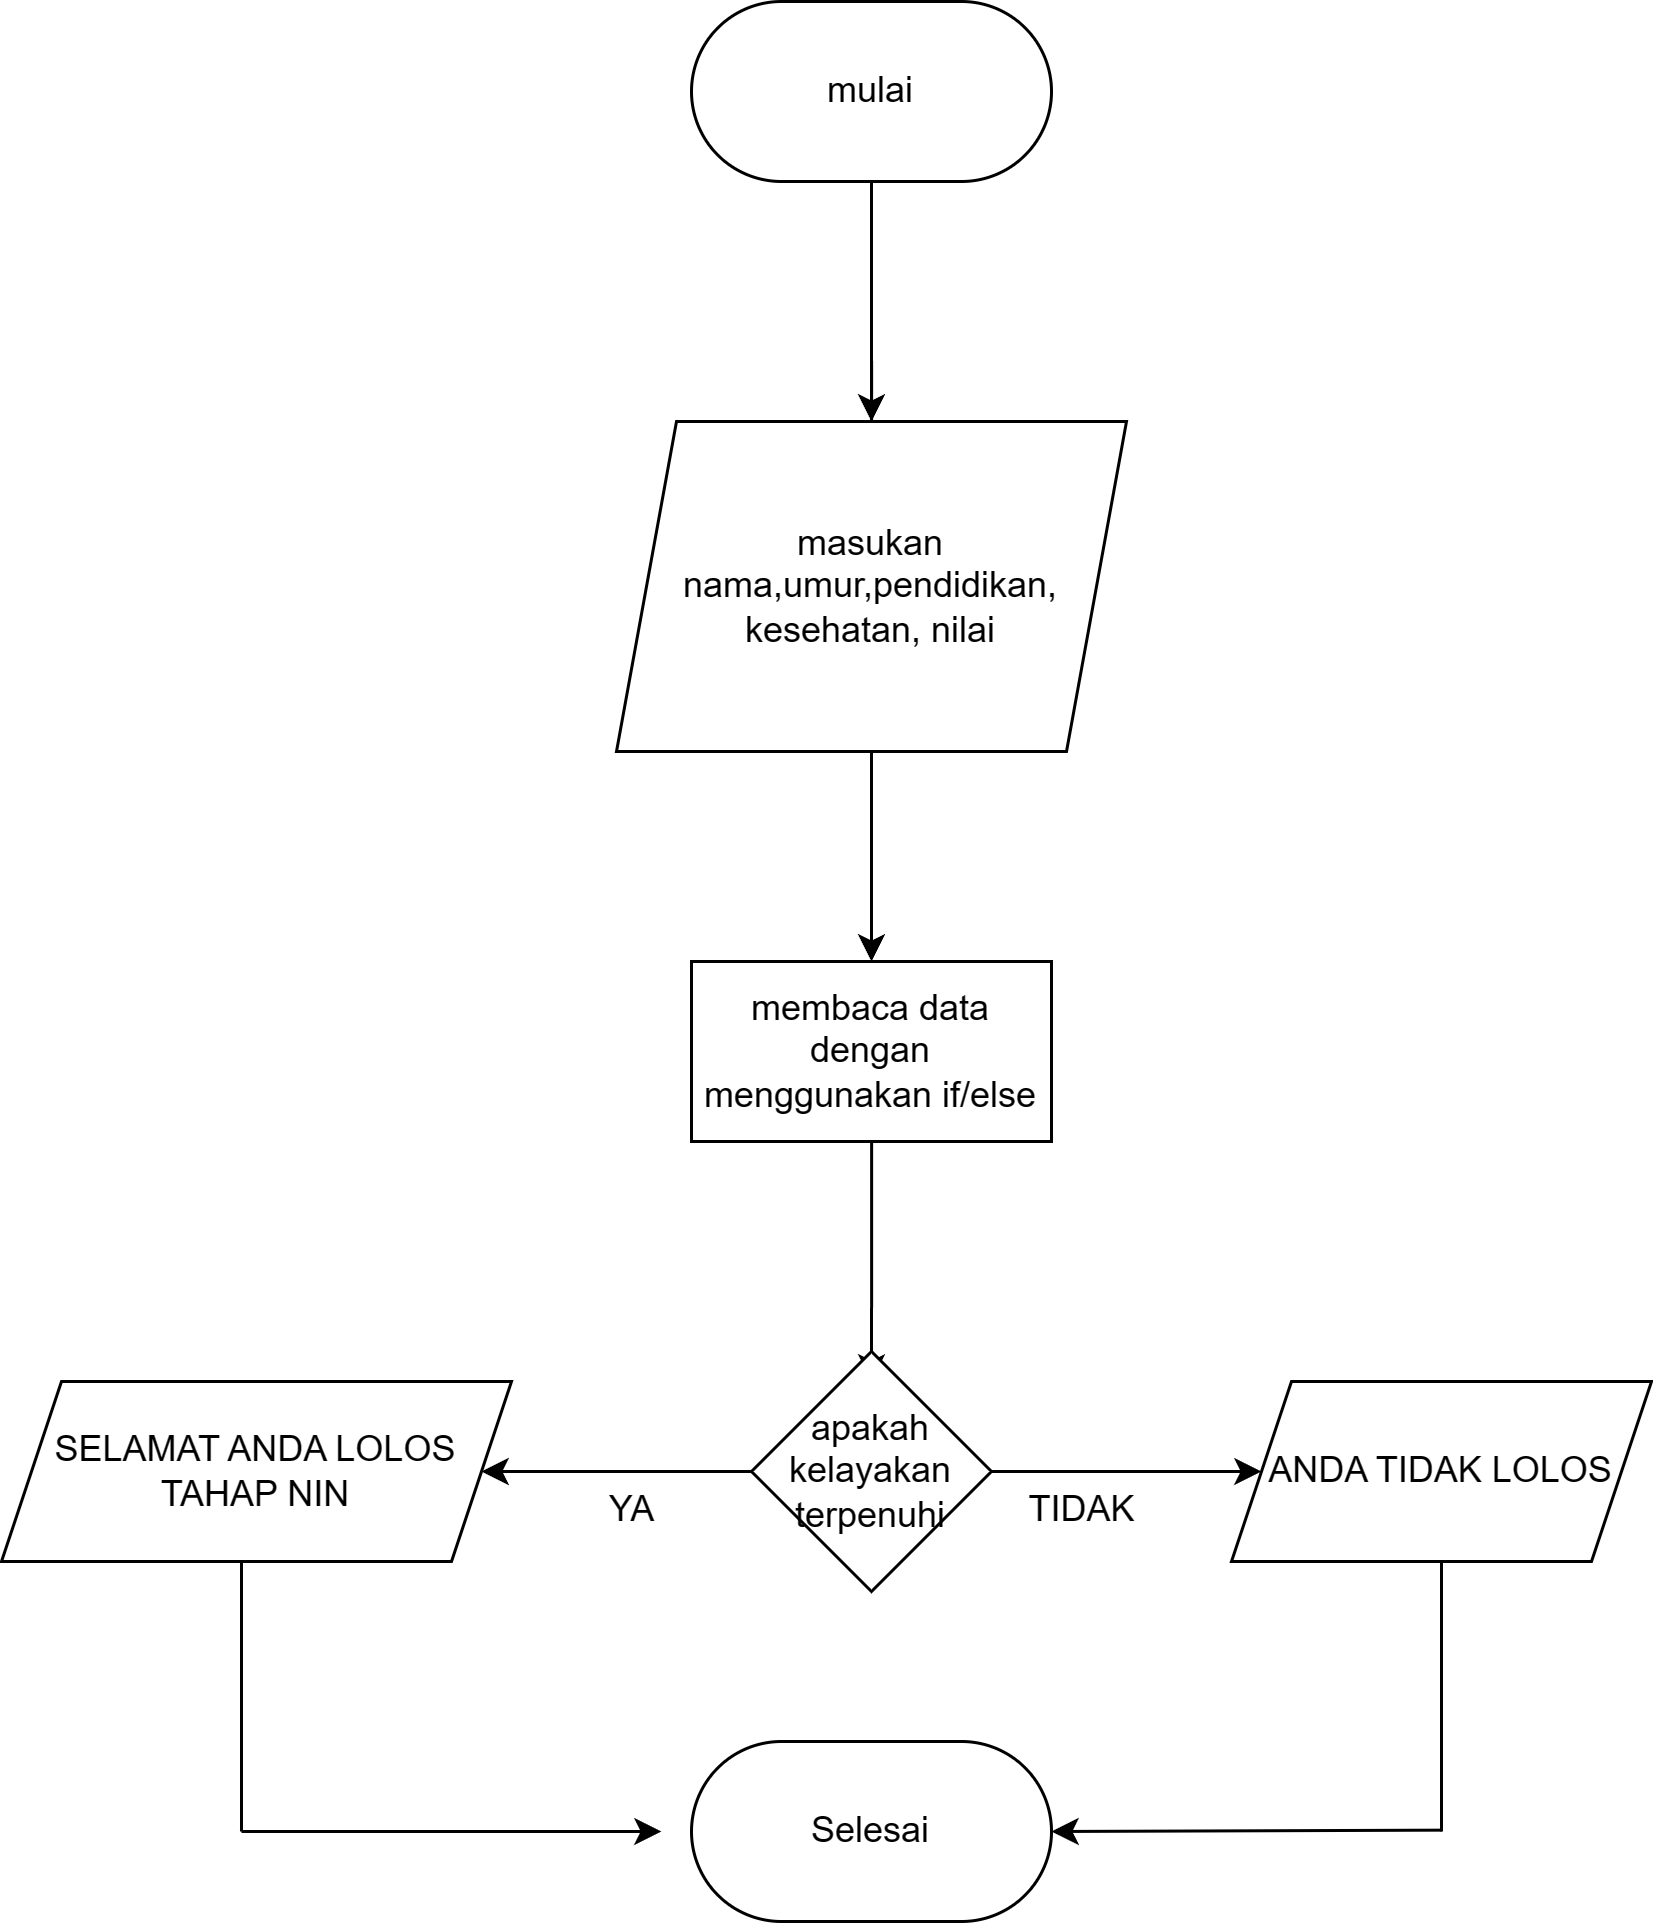 mulai
masukan
nama,umur,pendidikan,
kesehatan, nilai
membaca data
dengan
menggunakan if/else
apakah
kelayakan
terpenuhi
SELAMAT ANDA LOLOS
TAHAP NIN
YA
TIDAK
ANDA TIDAK LOLOS
Selesai